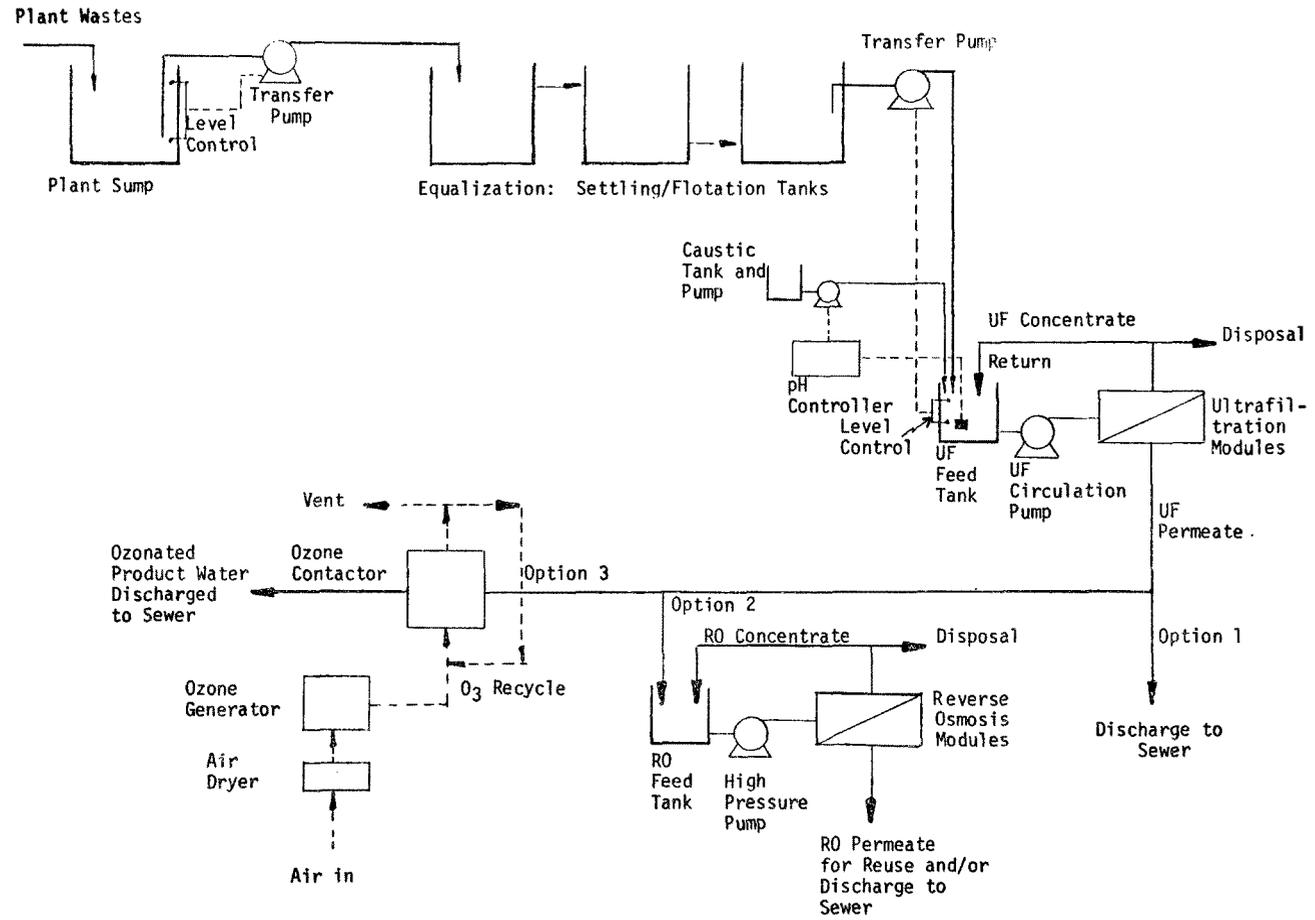 Plant Wastes
Transfer Pump
Transfer
Pump
Level
Control
Plant Sump
Equalization: Settling/Flotation Tanks
Caustic
Tank and
Pump
UF Concentrate
Disposal
Return
pH
Controller
Level
Control
Ultrafil-
tration
Modules
UF
Feed
Tank
UF
Circulation
Pump
UF
Permeate
Vent
Ozonated
Product Water
Discharged
to Sewer
Ozone
Contactor
Option 3
Option 2
RO Concentrate
Disposal
Option 1
O3 Recycle
Ozone
Generator
Reverse
Osmosis
Modules
Discharge to
Sewer
Air
Dryer
RO
Feed
Tank
High
Pressure
Pump
Air in
RO Permeate
for Reuse and/or
Discharge to
Sewer